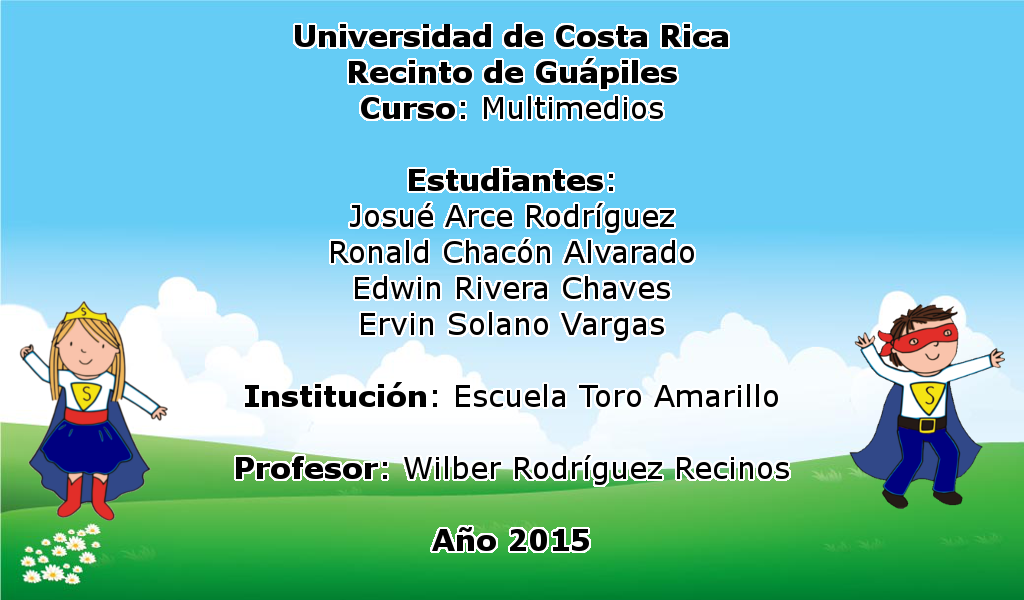 Universidad de Costa Rica
Recinto de Guápiles
Curso: Multimedios
Estudiantes:
Josué Arce Rodríguez
Ronald Chacón Alvarado
Edwin Rivera Chaves
Ervin Solano Vargas
Institución: Escuela Toro Amarillo
Profesor: Wilber Rodríguez Recinos
Año 2015
S
S